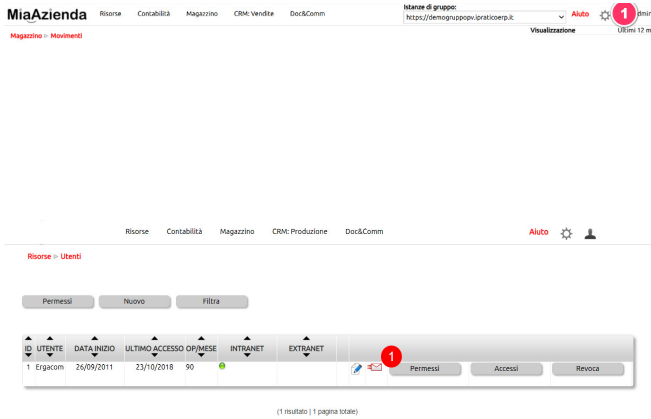 Istanze di gruppo:
MiaAzienda Risorse Contabilità Magazzino CRM: Vendite Doc&Comm https://demogruppopv.ipraticoerp.it Aiuto 1
Magazzino Movimenti Visualizzazione Ultimi 12 m
Risorse Contabilità Magazzino CRM: Produzione Doc&Comm Aiuto
Risorse Utenti
Permessi Nuovo Filtra
ID UTENTE DATA INIZIO ULTIMO ACCESSO OP/MESE INTRANET EXTRANET
1
1 Ergacom 26/09/2011 23/10/2018 90 Permessi Accessi Revoca
(1 risultato | 1 pagina totale)